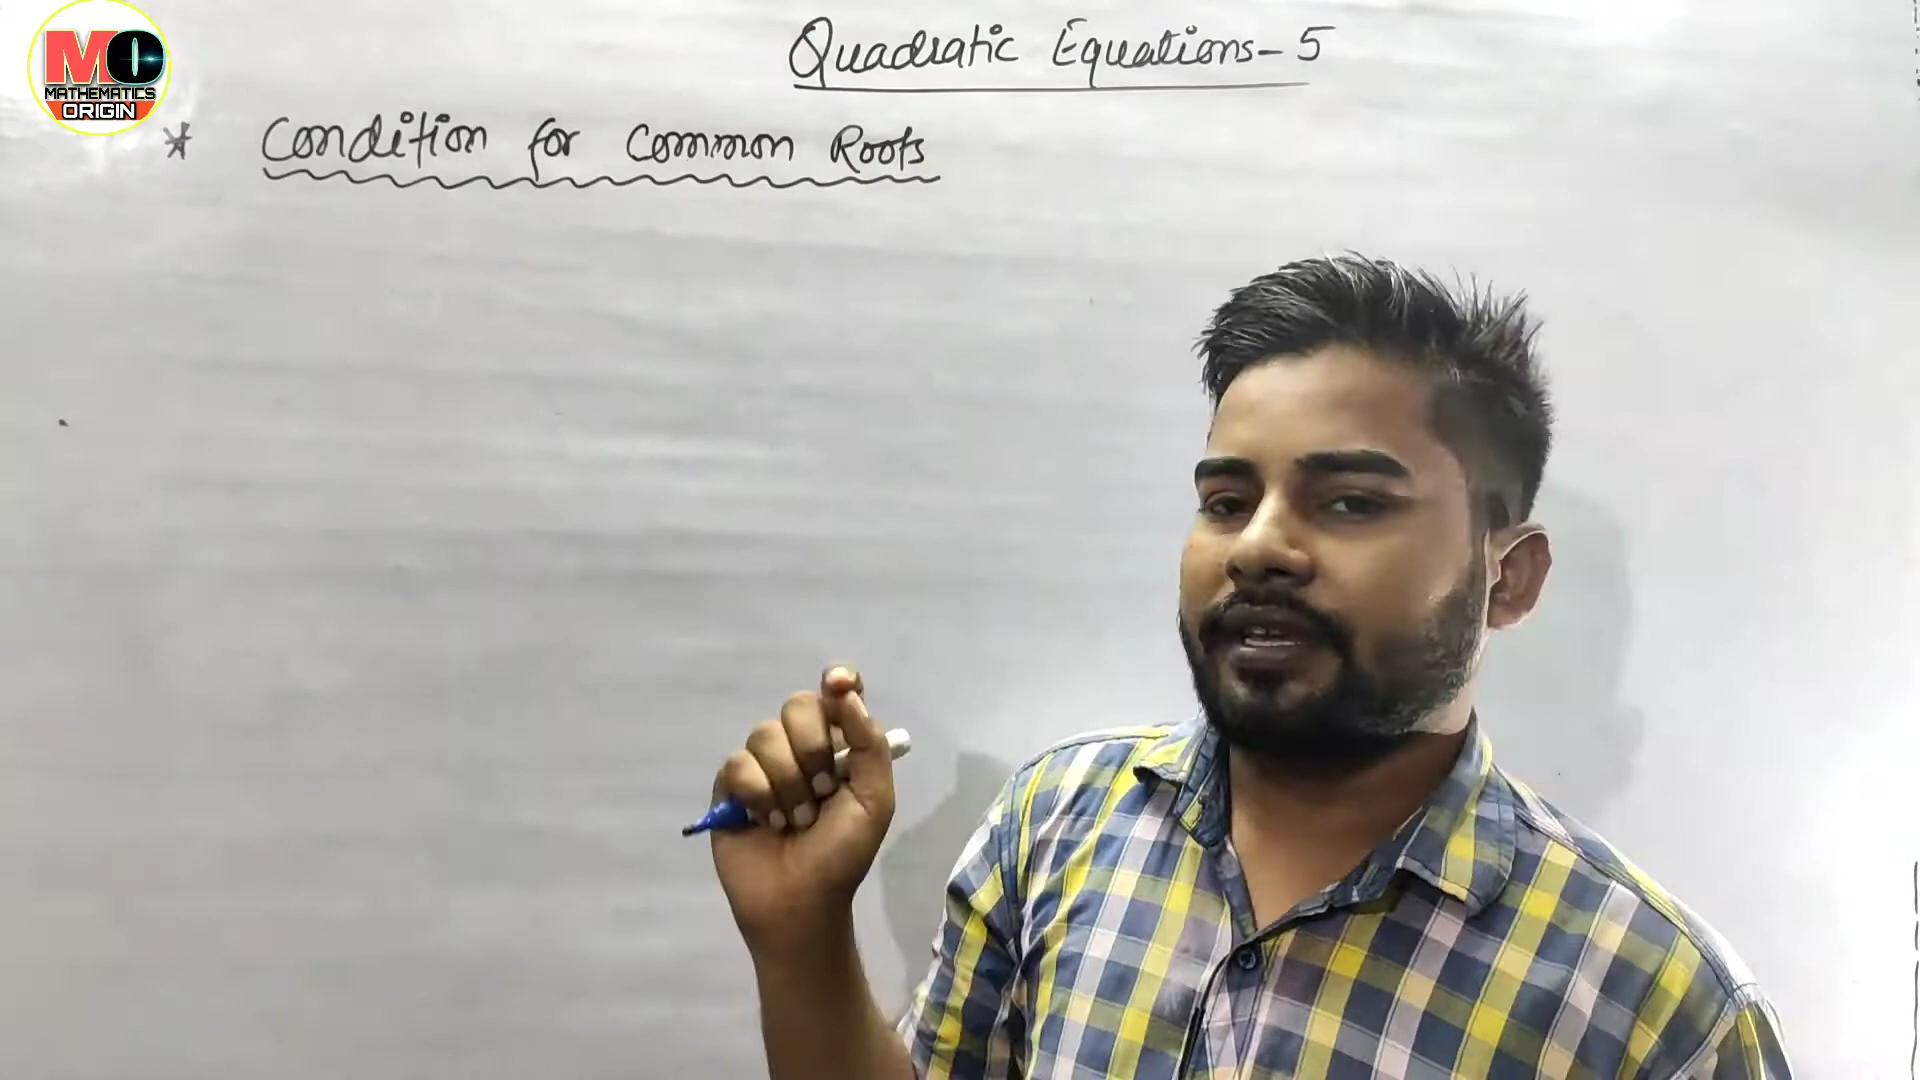 Quadratic Equations-5
MO
MATHEMATICS
ORIGIN
* Condition for Common Roots